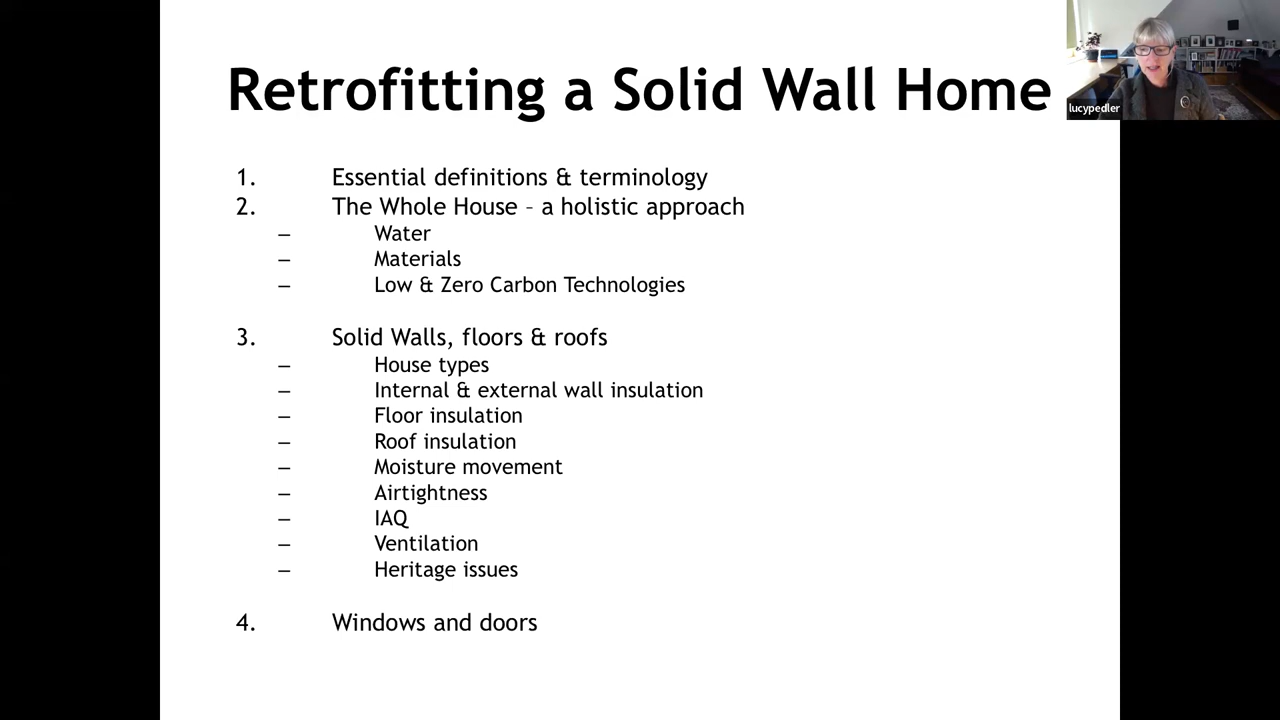 Retrofitting a Solid Wall Home
lucypedler
1. Essential definitions & terminology
2. The Whole House – a holistic approach
– Water
– Materials
– Low & Zero Carbon Technologies
3. Solid Walls, floors & roofs
– House types
– Internal & external wall insulation
– Floor insulation
– Roof insulation
– Moisture movement
– Airtightness
– IAQ
– Ventilation
– Heritage issues
4. Windows and doors